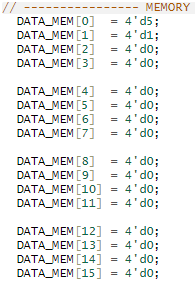 // ---------------- MEMORY
DATA_MEM[0]  = 4'd5;
DATA_MEM[1]  = 4'd1;
DATA_MEM[2]  = 4'd0;
DATA_MEM[3]  = 4'd0;
DATA_MEM[4]  = 4'd0;
DATA_MEM[5]  = 4'd0;
DATA_MEM[6]  = 4'd0;
DATA_MEM[7]  = 4'd0;
DATA_MEM[8]  = 4'd0;
DATA_MEM[9]  = 4'd0;
DATA_MEM[10] = 4'd0;
DATA_MEM[11] = 4'd0;
DATA_MEM[12] = 4'd0;
DATA_MEM[13] = 4'd0;
DATA_MEM[14] = 4'd0;
DATA_MEM[15] = 4'd0;